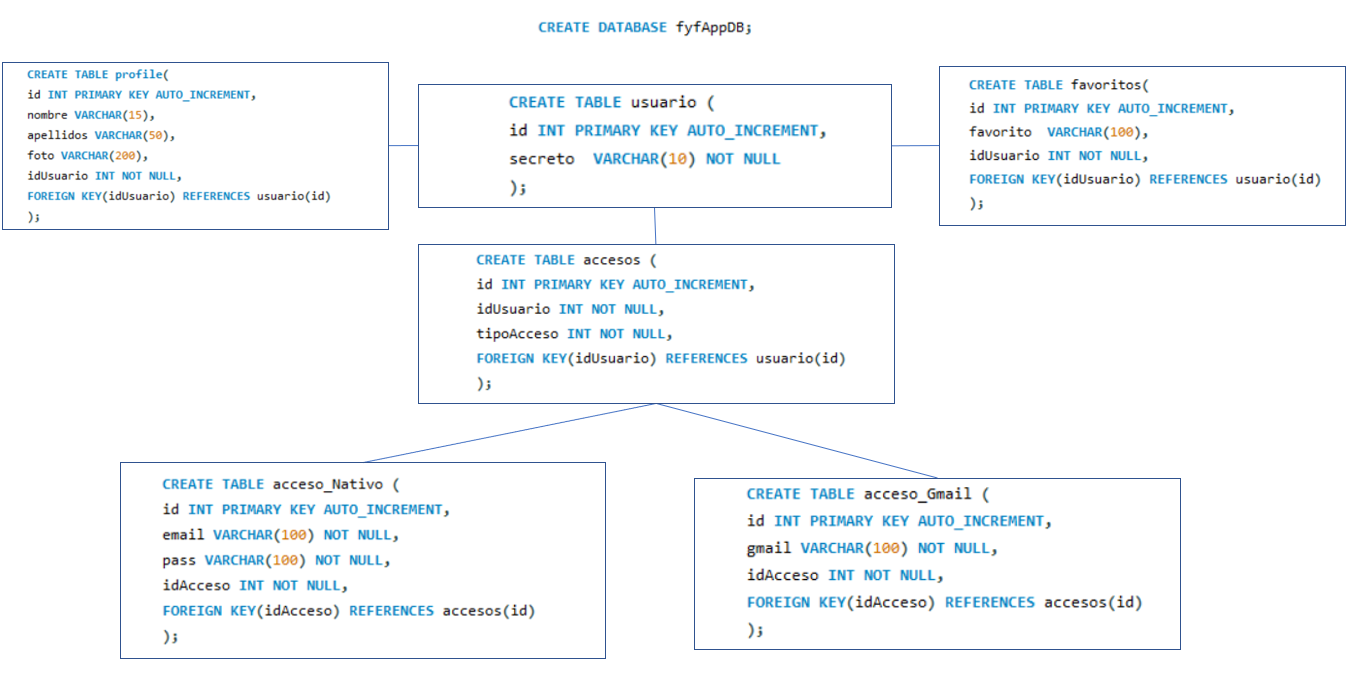 CREATE DATABASE fyfAppDB;
CREATE TABLE profile(
id INT PRIMARY KEY AUTO_INCREMENT,
nombre VARCHAR(15),
apellidos VARCHAR(50),
foto VARCHAR(200),
idUsuario INT NOT NULL,
FOREIGN KEY(idUsuario) REFERENCES usuario(id)
);
CREATE TABLE usuario (
id INT PRIMARY KEY AUTO_INCREMENT,
secreto VARCHAR(10) NOT NULL
);
CREATE TABLE favoritos(
id INT PRIMARY KEY AUTO_INCREMENT,
favorito VARCHAR(100),
idUsuario INT NOT NULL,
FOREIGN KEY(idUsuario) REFERENCES usuario(id)
);
CREATE TABLE accesos (
id INT PRIMARY KEY AUTO_INCREMENT,
idUsuario INT NOT NULL,
tipoAcceso INT NOT NULL,
FOREIGN KEY(idUsuario) REFERENCES usuario(id)
);
CREATE TABLE acceso_Nativo (
id INT PRIMARY KEY AUTO_INCREMENT,
email VARCHAR(100) NOT NULL,
pass VARCHAR(100) NOT NULL,
idAcceso INT NOT NULL,
FOREIGN KEY(idAcceso) REFERENCES accesos(id)
);
CREATE TABLE acceso_Gmail (
id INT PRIMARY KEY AUTO_INCREMENT,
gmail VARCHAR(100) NOT NULL,
idAcceso INT NOT NULL,
FOREIGN KEY(idAcceso) REFERENCES accesos(id)
);